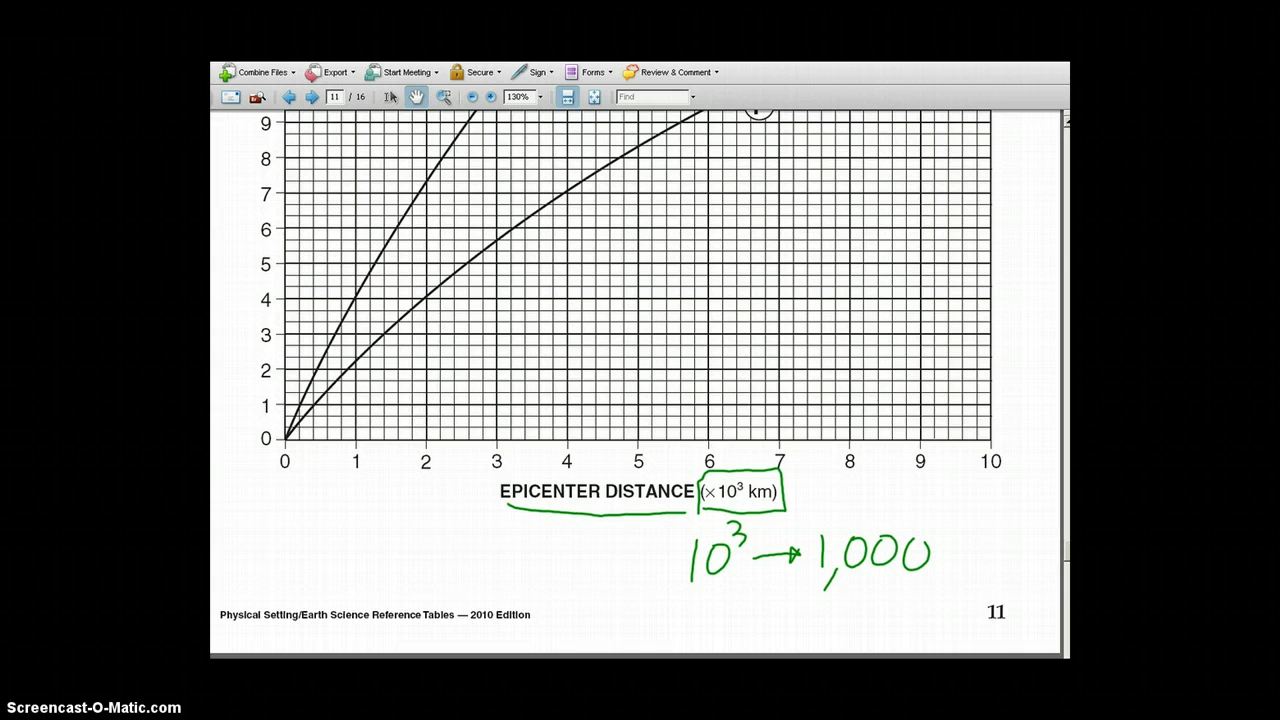 Combine Files Export Start Meeting Secure Sign Forms Review & Comment
11 / 16 130% Find
9
8
7
6
5
4
3
2
1
0
0 1 2 3 4 5 6 7 8 9 10
EPICENTER DISTANCE (×10³ km)
10³ → 1,000
Physical Setting/Earth Science Reference Tables — 2010 Edition 11
Screencast-O-Matic.com